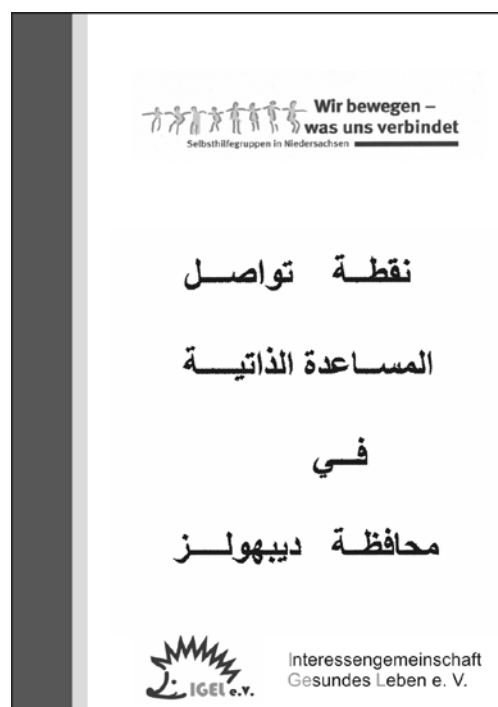 Wir bewegen –
was uns verbindet
Selbsthilfegruppen in Niedersachsen
نقطة تواصل
المساعدة الذاتية
في
محافظة ديبهولز
IGEL e.V.
Interessengemeinschaft
Gesundes Leben e. V.